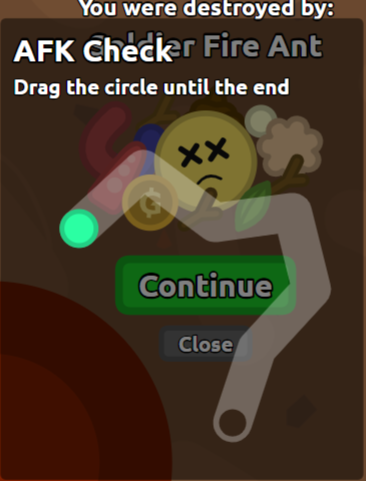 You were destroyed by:
Soldier Fire Ant
AFK Check
Drag the circle until the end
Continue
Close